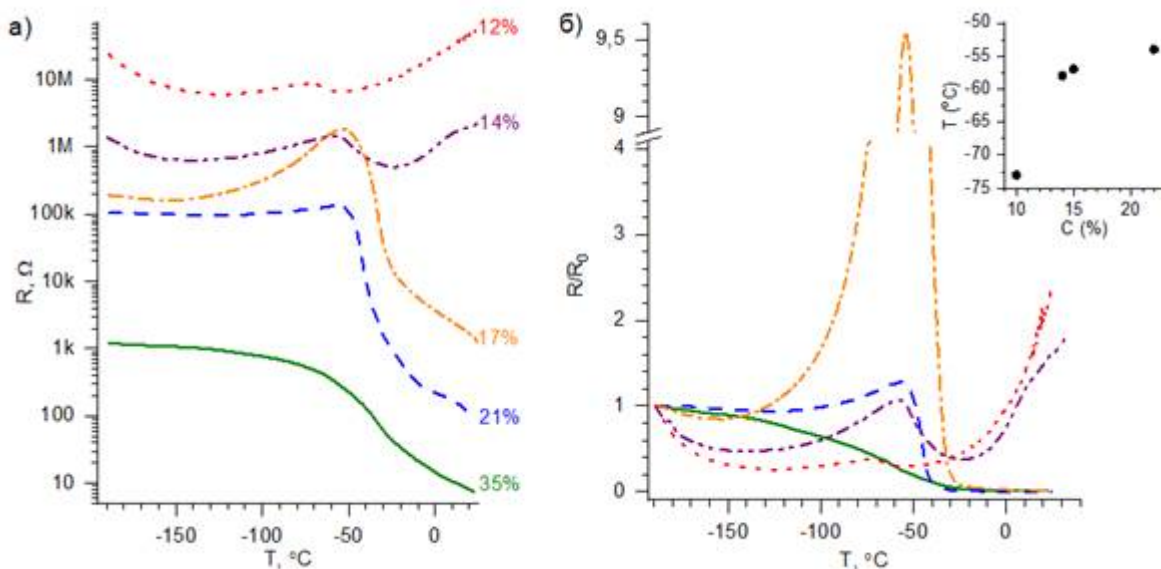 а)
12%
10M
14%
1M
100k
10k
17%
1k
21%
100
35%
10
R, Ω
-150
-100
-50
0
T, °C
б)
9,5
9
4
3
2
1
0
R/R₀
-150
-100
-50
0
T, °C
-50
-55
-60
-65
-70
-75
T (°C)
10
15
20
C (%)